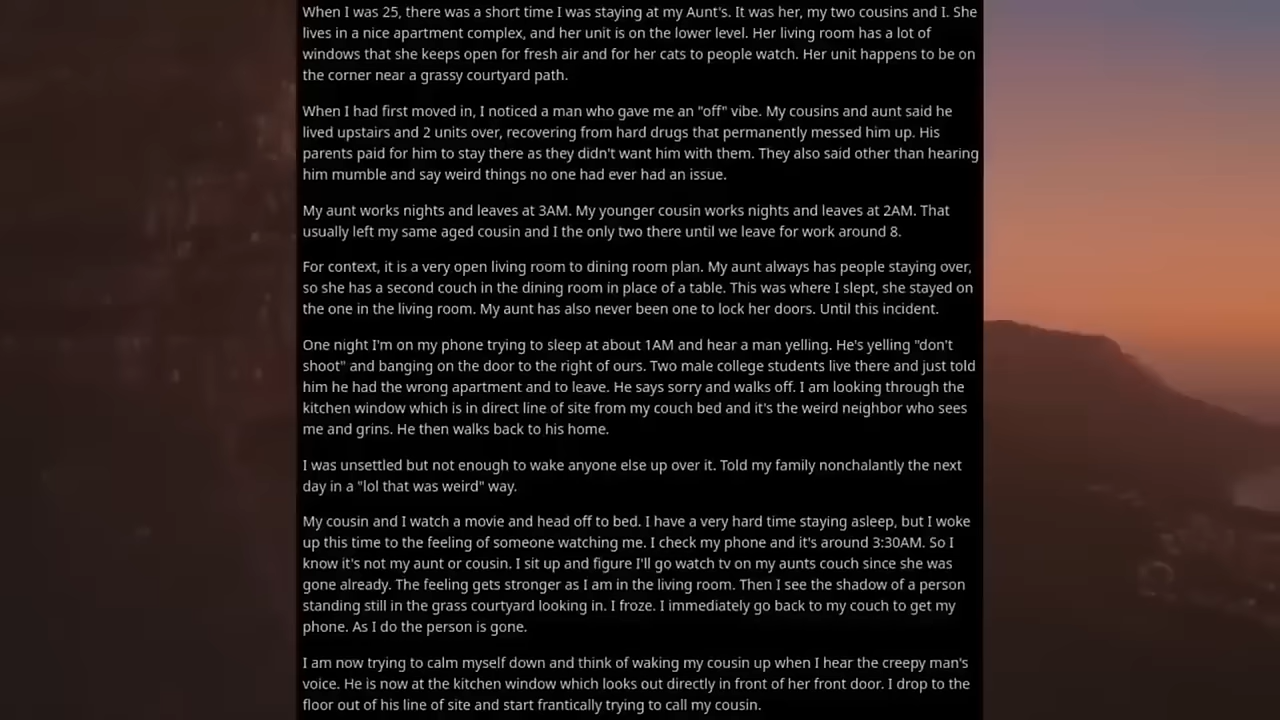 When I was 25, there was a short time I was staying at my Aunt's. It was her, my two cousins and I. She
lives in a nice apartment complex, and her unit is on the lower level. Her living room has a lot of
windows that she keeps open for fresh air and for her cats to people watch. Her unit happens to be on
the corner near a grassy courtyard path.
When I had first moved in, I noticed a man who gave me an "off" vibe. My cousins and aunt said he
lived upstairs and 2 units over, recovering from hard drugs that permanently messed him up. His
parents paid for him to stay there as they didn't want him with them. They also said other than hearing
him mumble and say weird things no one had ever had an issue.
My aunt works nights and leaves at 3AM. My younger cousin works nights and leaves at 2AM. That
usually left my same aged cousin and I the only two there until we leave for work around 8.
For context, it is a very open living room to dining room plan. My aunt always has people staying over,
so she has a second couch in the dining room in place of a table. This was where I slept, she stayed on
the one in the living room. My aunt has also never been one to lock her doors. Until this incident.
One night I'm on my phone trying to sleep at about 1AM and hear a man yelling. He's yelling "don't
shoot" and banging on the door to the right of ours. Two male college students live there and just told
him he had the wrong apartment and to leave. He says sorry and walks off. I am looking through the
kitchen window which is in direct line of site from my couch bed and it's the weird neighbor who sees
me and grins. He then walks back to his home.
I was unsettled but not enough to wake anyone else up over it. Told my family nonchalantly the next
day in a "lol that was weird" way.
My cousin and I watch a movie and head off to bed. I have a very hard time staying asleep, but I woke
up this time to the feeling of someone watching me. I check my phone and it's around 3:30AM. So I
know it's not my aunt or cousin. I sit up and figure I'll go watch tv on my aunts couch since she was
gone already. The feeling gets stronger as I am in the living room. Then I see the shadow of a person
standing still in the grass courtyard looking in. I froze. I immediately go back to my couch to get my
phone. As I do the person is gone.
I am now trying to calm myself down and think of waking my cousin up when I hear the creepy man's
voice. He is now at the kitchen window which looks out directly in front of her front door. I drop to the
floor out of his line of site and start frantically trying to call my cousin.